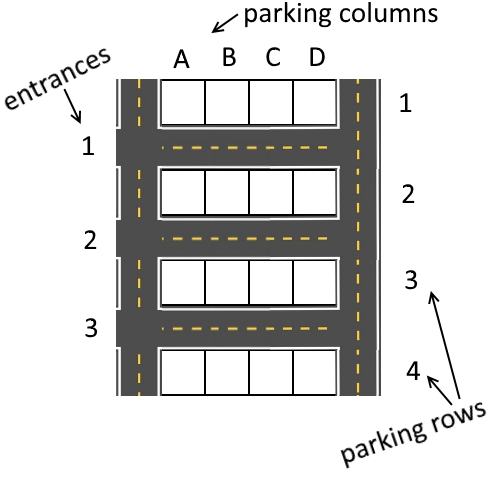 parking columns
A B C D
entrances
1
1
2
2
3
3
4
parking rows